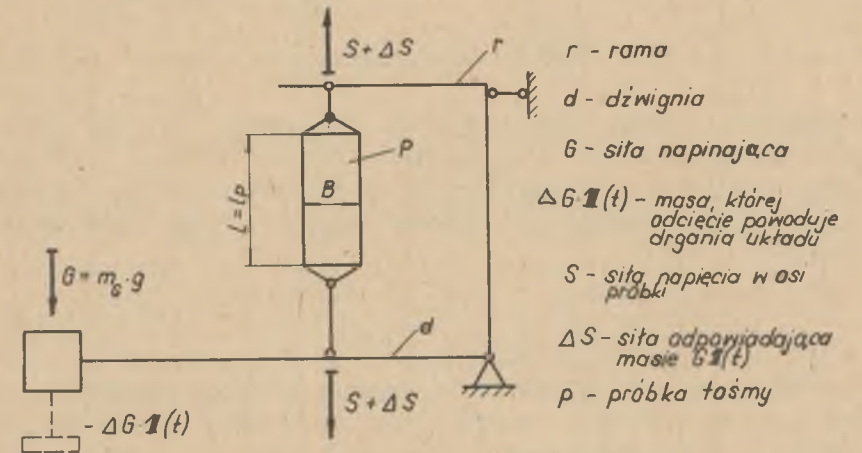 S + ΔS
r
P
B
L = lp
G = m_G · g
d
S + ΔS
- ΔG·1(t)
r - rama
d - dźwignia
G - siła napinająca
ΔG·1(t) - masa, której
odcięcie powoduje
drgania układu
S - siła napięcia w osi
próbki
ΔS - siła odpowiadająca
masie G1(t)
p - próbka taśmy